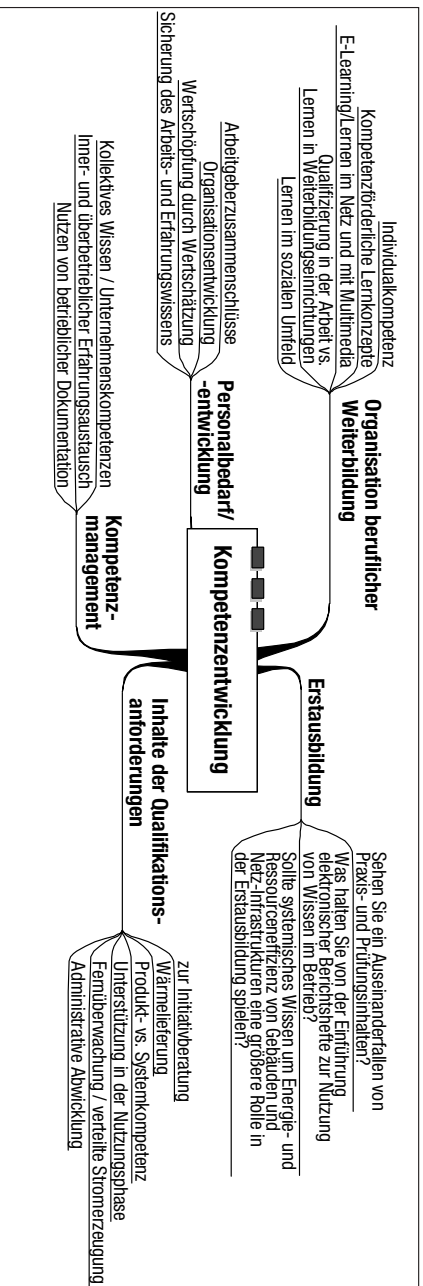 Kompetenzentwicklung
Organisation beruflicher
Weiterbildung
Individualkompetenz
Kompetenzförderliche Lernkonzepte
E-Learning/Lernen im Netz und mit Multimedia
Qualifizierung in der Arbeit vs.
Lernen in Weiterbildungseinrichtungen
Lernen im sozialen Umfeld
Personalbedarf/
-entwicklung
Arbeitgeberzusammenschlüsse
Organisationsentwicklung
Wertschöpfung durch Wertschätzung
Sicherung des Arbeits- und Erfahrungswissens
Kompetenz-
management
Kollektives Wissen / Unternehmenskompetenzen
Inner- und überbetrieblicher Erfahrungsaustausch
Nutzen von betrieblicher Dokumentation
Erstausbildung
Sehen Sie ein Auseinanderfallen von
Praxis- und Prüfungsinhalten?
Was halten Sie von der Einführung
elektronischer Berichtshefte zur Nutzung
von Wissen im Betrieb?
Sollte systemisches Wissen um Energie- und
Ressourceneffizienz von Gebäuden und
Netz-Infrastrukturen eine größere Rolle in
der Erstausbildung spielen?
Inhalte der Qualifikations-
anforderungen
zur Initiativberatung
Wärmelieferung
Produkt- vs. Systemkompetenz
Unterstützung in der Nutzungsphase
Fernüberwachung / verteilte Stromerzeugung
Administrative Abwicklung